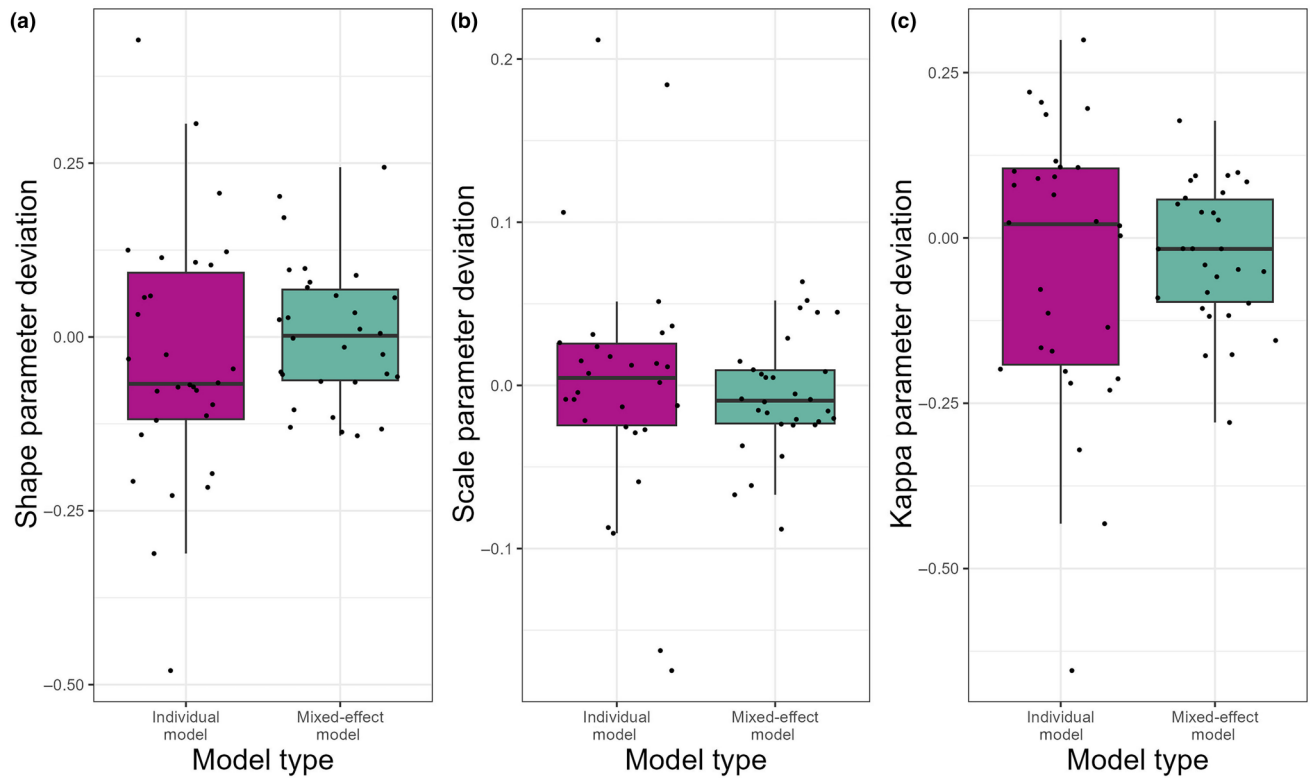 (a)
Shape parameter deviation
0.25
0.00
−0.25
−0.50
Individual
model
Mixed-effect
model
Model type
(b)
Scale parameter deviation
0.2
0.1
0.0
−0.1
Individual
model
Mixed-effect
model
Model type
(c)
Kappa parameter deviation
0.25
0.00
−0.25
−0.50
Individual
model
Mixed-effect
model
Model type